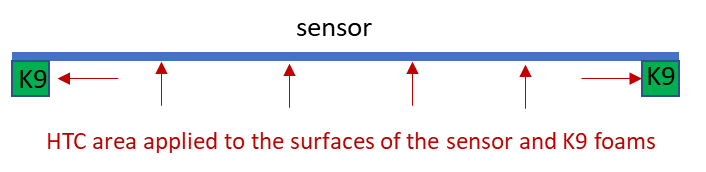 sensor
K9 K9
HTC area applied to the surfaces of the sensor and K9 foams